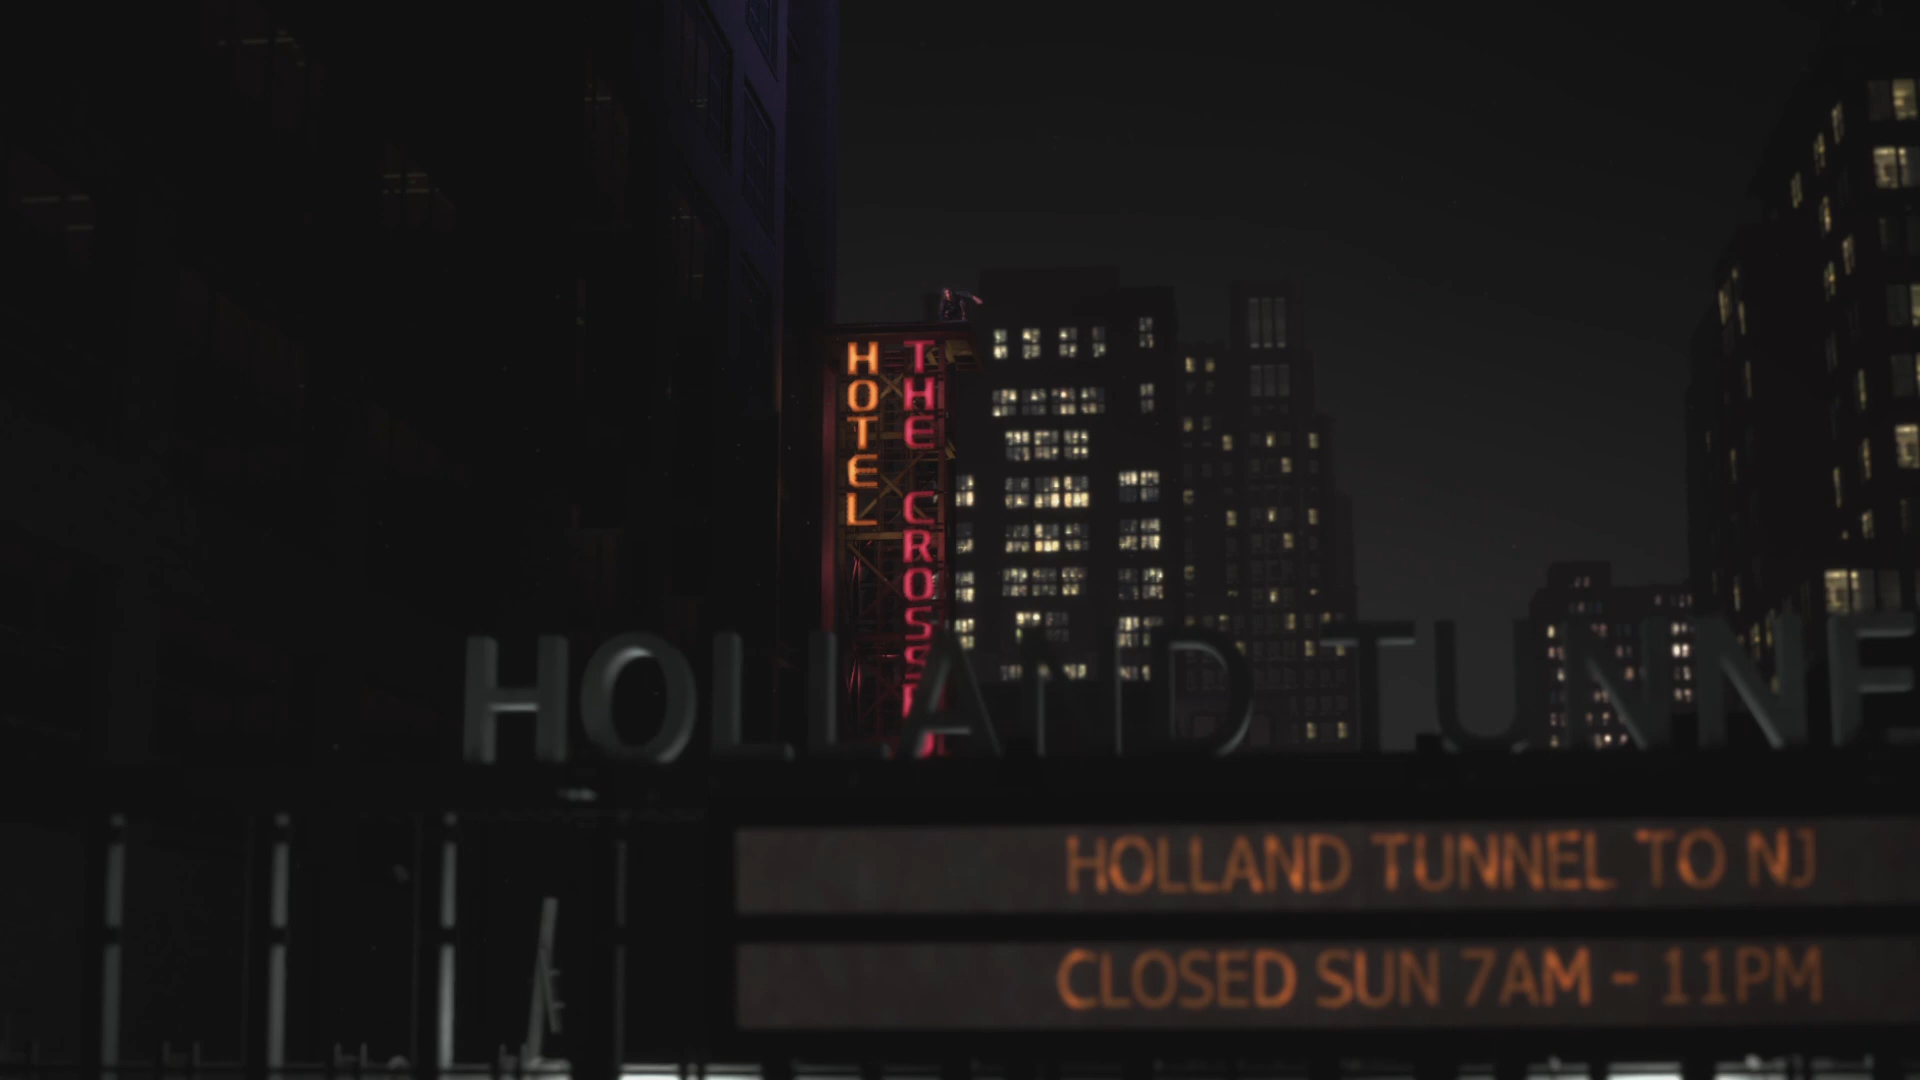 HOTEL
THE CROSS
HOLLAND TUNNE
HOLLAND TUNNEL TO NJ
CLOSED SUN 7AM - 11PM